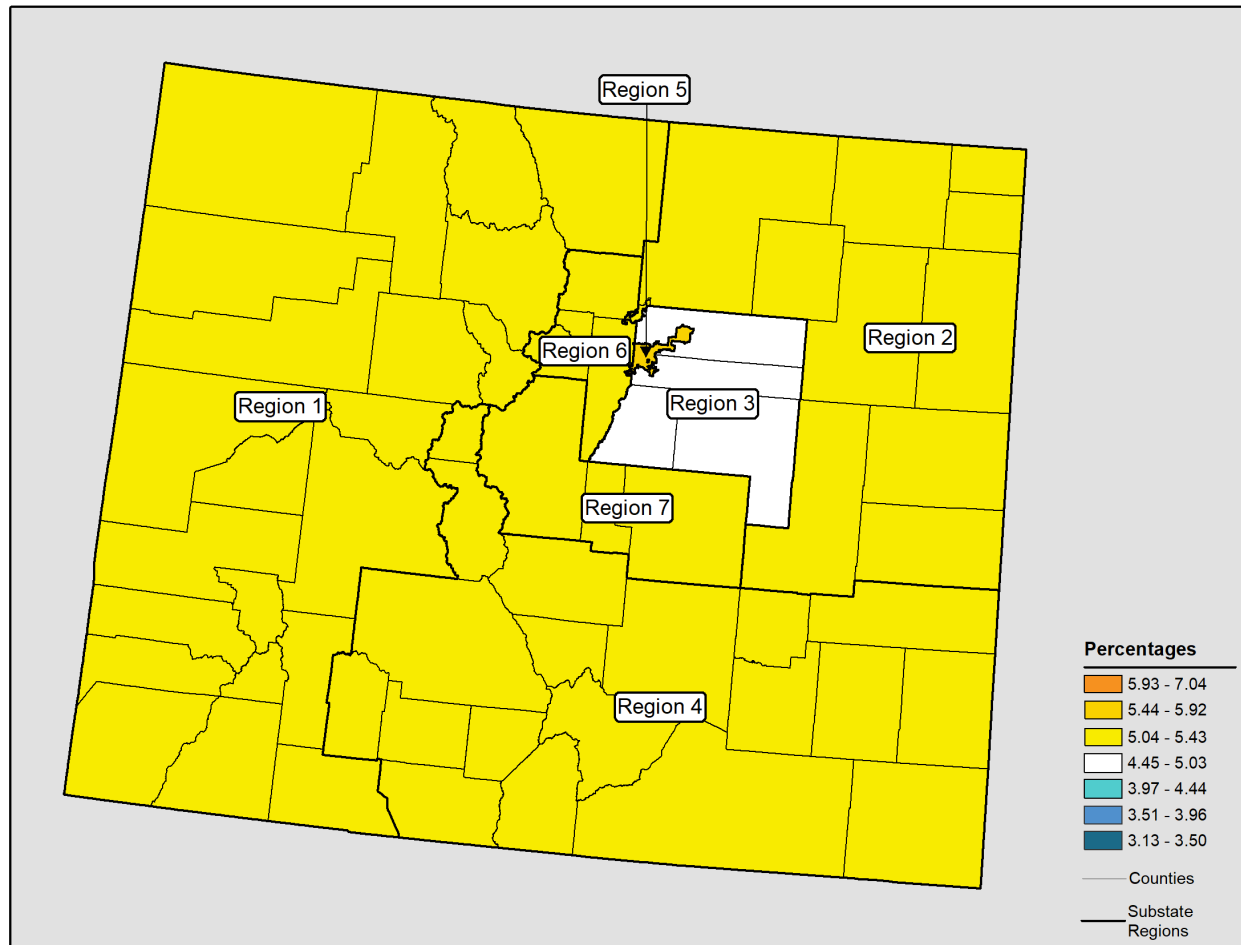 Region 5
Region 2
Region 6
Region 1
Region 3
Region 7
Region 4
Percentages
5.93 - 7.04
5.44 - 5.92
5.04 - 5.43
4.45 - 5.03
3.97 - 4.44
3.51 - 3.96
3.13 - 3.50
Counties
Substate
Regions